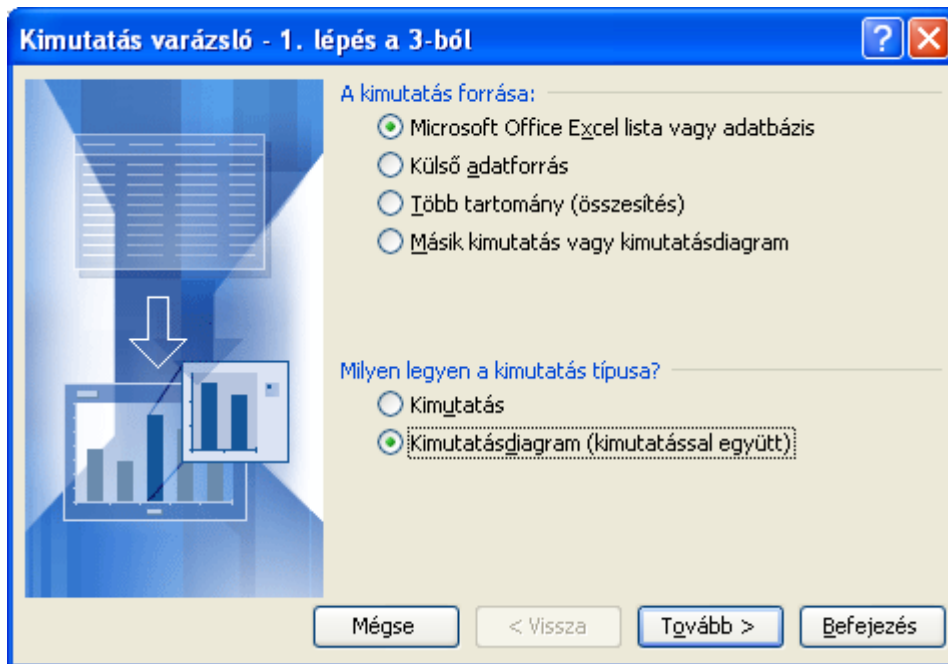 Kimutatás varázsló - 1. lépés a 3-ból
A kimutatás forrása:
Microsoft Office Excel lista vagy adatbázis
Külső adatforrás
Több tartomány (összesítés)
Másik kimutatás vagy kimutatásdiagram
Milyen legyen a kimutatás típusa?
Kimutatás
Kimutatásdiagram (kimutatással együtt)
Mégse < Vissza Tovább > Befejezés